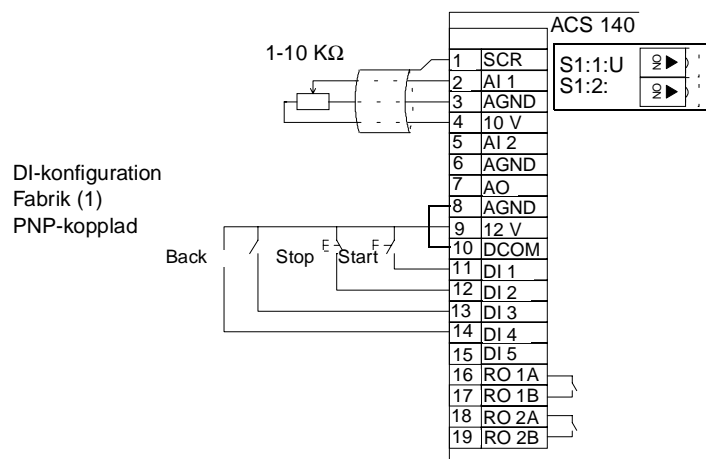 ACS 140
1-10 KΩ
1 SCR
2 AI 1
3 AGND
4 10 V
5 AI 2
6 AGND
7 AO
8 AGND
9 12 V
10 DCOM
11 DI 1
12 DI 2
13 DI 3
14 DI 4
15 DI 5
16 RO 1A
17 RO 1B
18 RO 2A
19 RO 2B
S1:1:U
S1:2:
ON
ON
DI-konfiguration
Fabrik (1)
PNP-kopplad
Back
Stop
Start